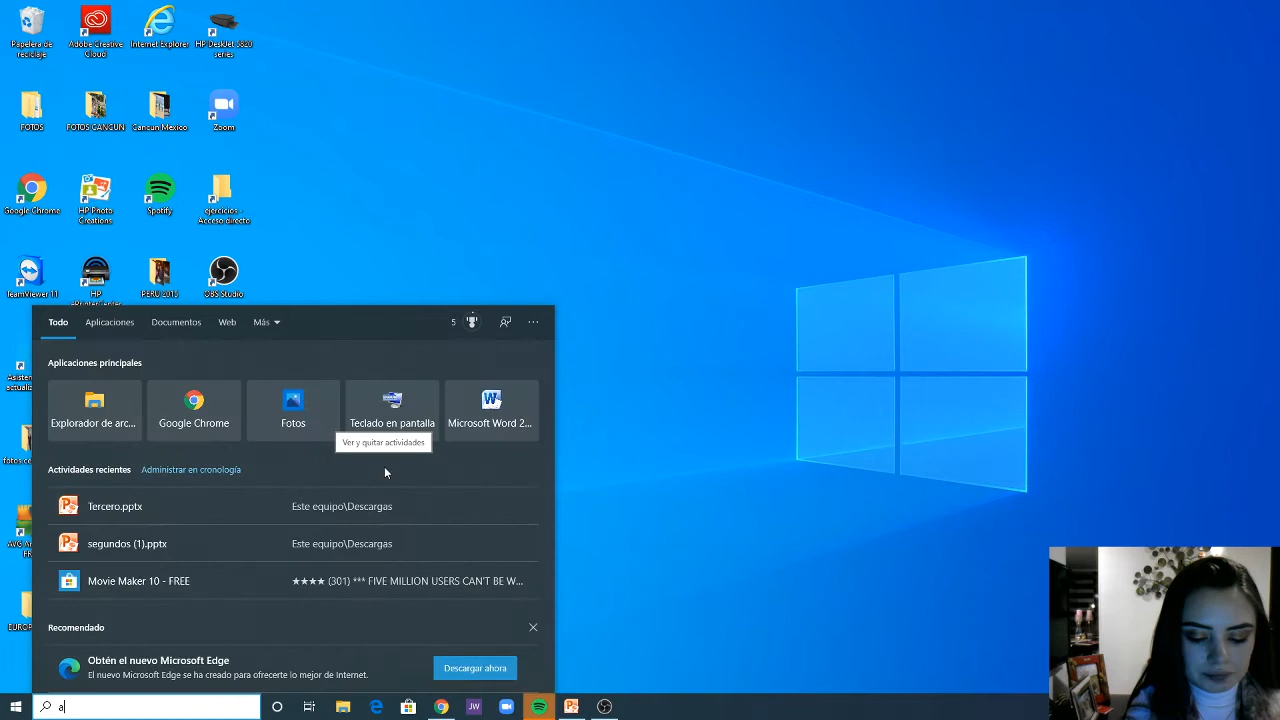 Papelera de
reciclaje
Adobe Creative
Cloud
Internet Explorer
HP DeskJet 3820
series
FOTOS
FOTOS CANCUN
Cancun Mexico
Zoom
Google Chrome
HP Photo
Creations
Spotify
ejercicios -
Acceso directo
TeamViewer 11
HP
PERU 2015
OBS Studio
Todo
Aplicaciones
Documentos
Web
Más
5
Aplicaciones principales
Explorador de arc...
Google Chrome
Fotos
Teclado en pantalla
Microsoft Word 2...
Ver y quitar actividades
Actividades recientes
Administrar en cronología
Tercero.pptx
Este equipo\Descargas
segundos (1).pptx
Este equipo\Descargas
Movie Maker 10 - FREE
★★★★ (301) *** FIVE MILLION USERS CAN'T BE W...
Recomendado
Obtén el nuevo Microsoft Edge
El nuevo Microsoft Edge se ha creado para ofrecerte lo mejor de Internet.
Descargar ahora
a
JW